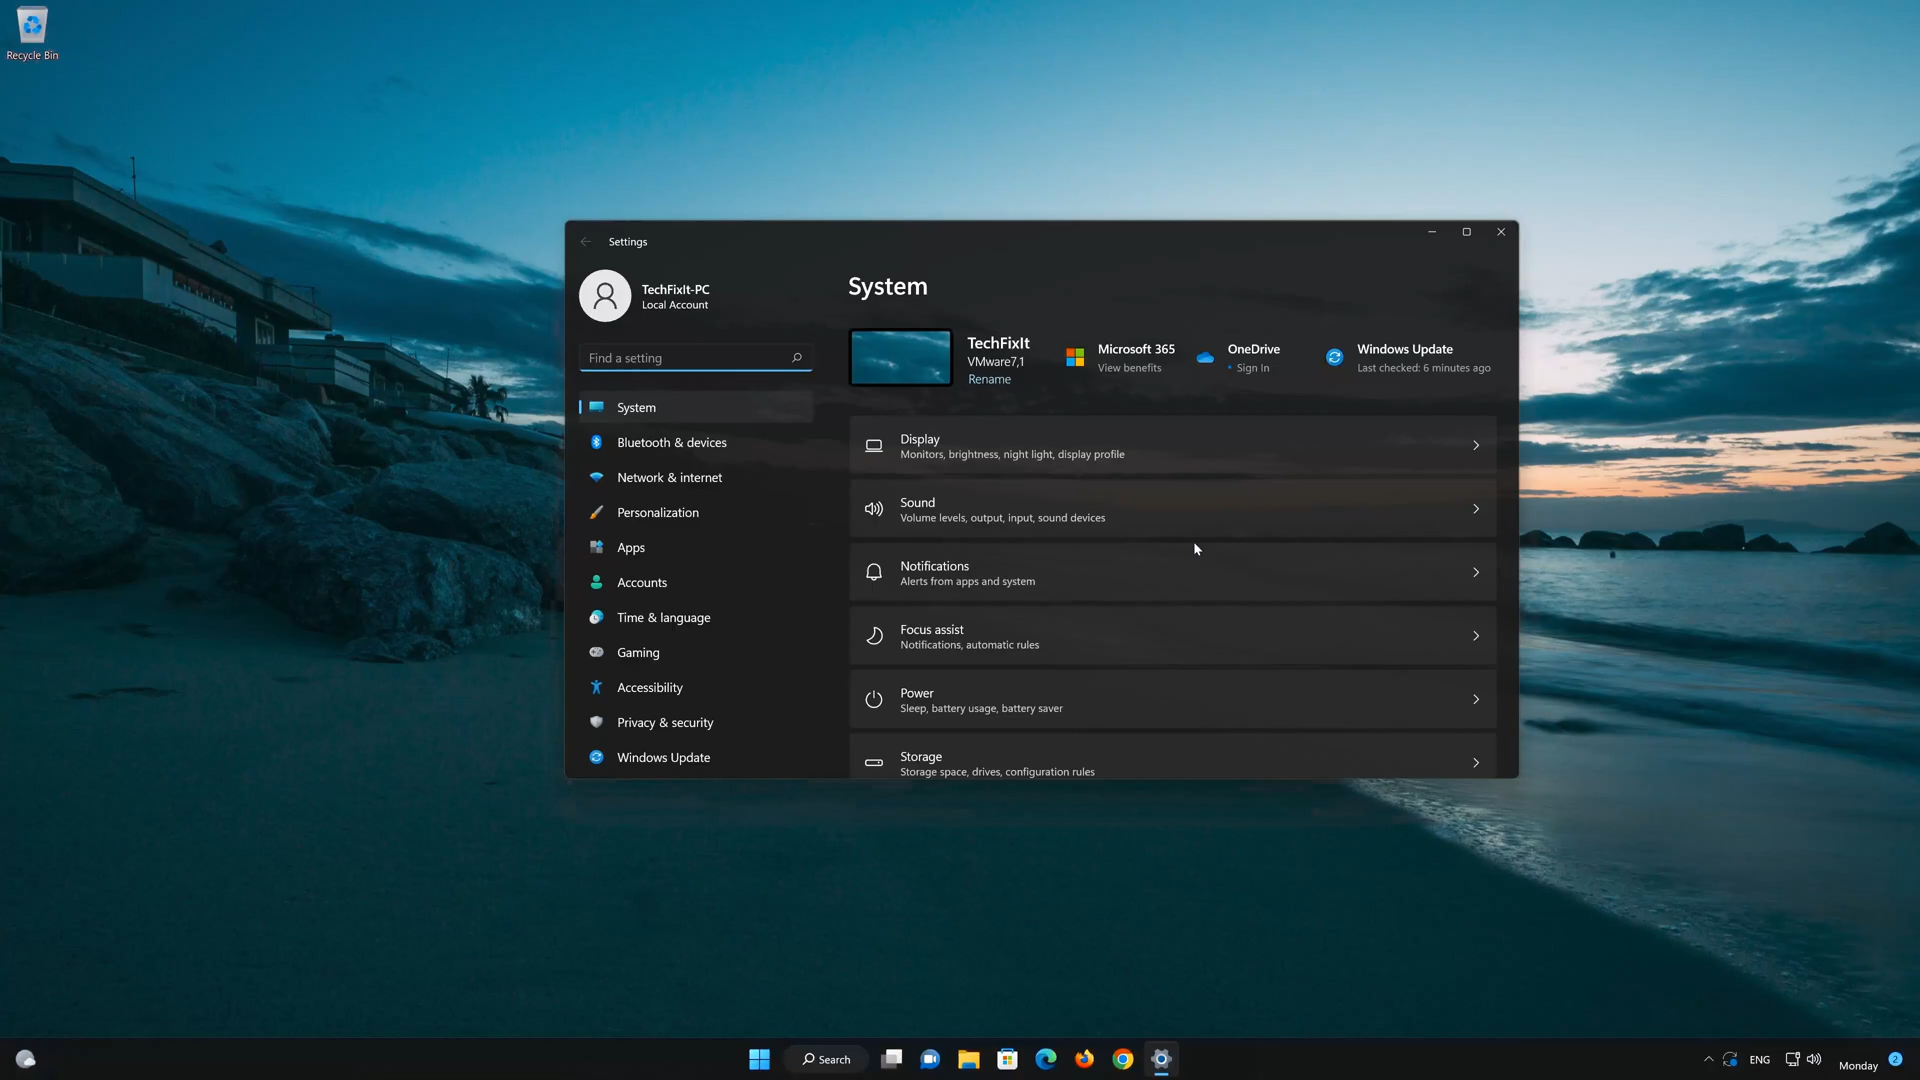 Recycle Bin
Settings
TechFixIt-PC
Local Account
Find a setting
System
Bluetooth & devices
Network & internet
Personalization
Apps
Accounts
Time & language
Gaming
Accessibility
Privacy & security
Windows Update
System
TechFixIt
VMware7,1
Rename
Microsoft 365
View benefits
OneDrive
• Sign In
Windows Update
Last checked: 6 minutes ago
Display
Monitors, brightness, night light, display profile
Sound
Volume levels, output, input, sound devices
Notifications
Alerts from apps and system
Focus assist
Notifications, automatic rules
Power
Sleep, battery usage, battery saver
Storage
Storage space, drives, configuration rules
Search
ENG
Monday
2